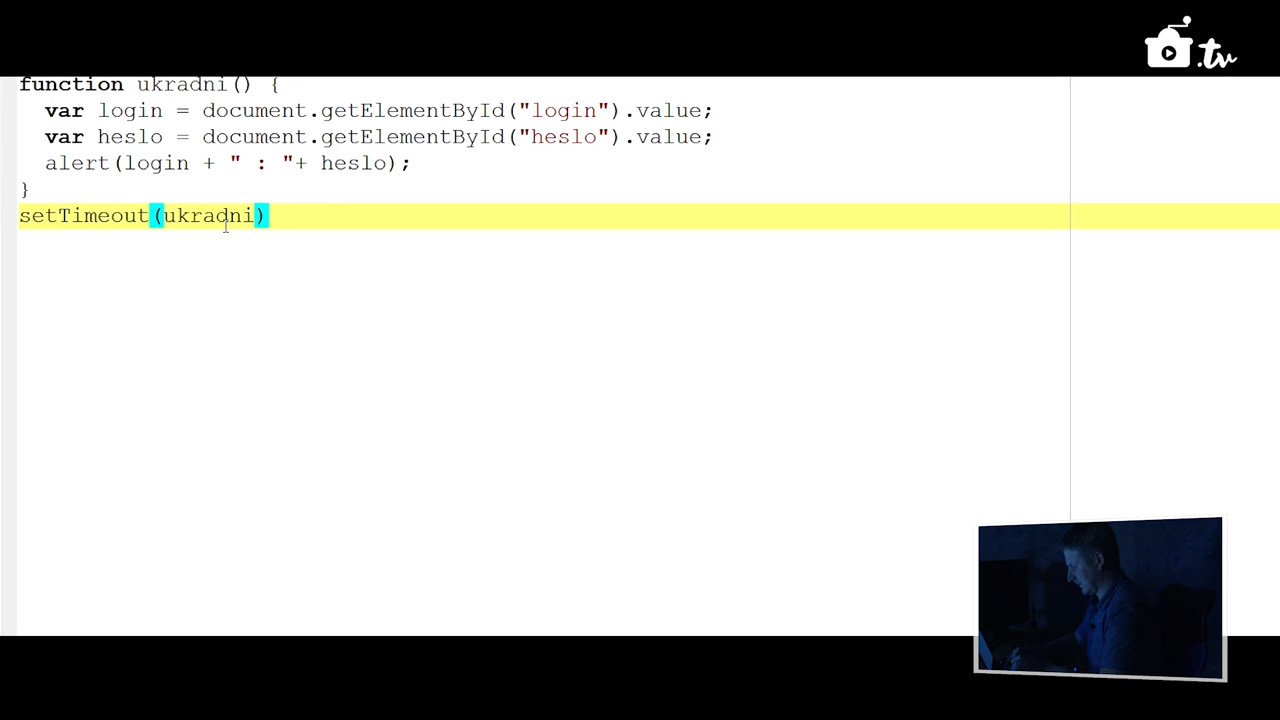 .tv
function ukradni() {
  var login = document.getElementById("login").value;
  var heslo = document.getElementById("heslo").value;
  alert(login + " : "+ heslo);
}
setTimeout(ukradni)